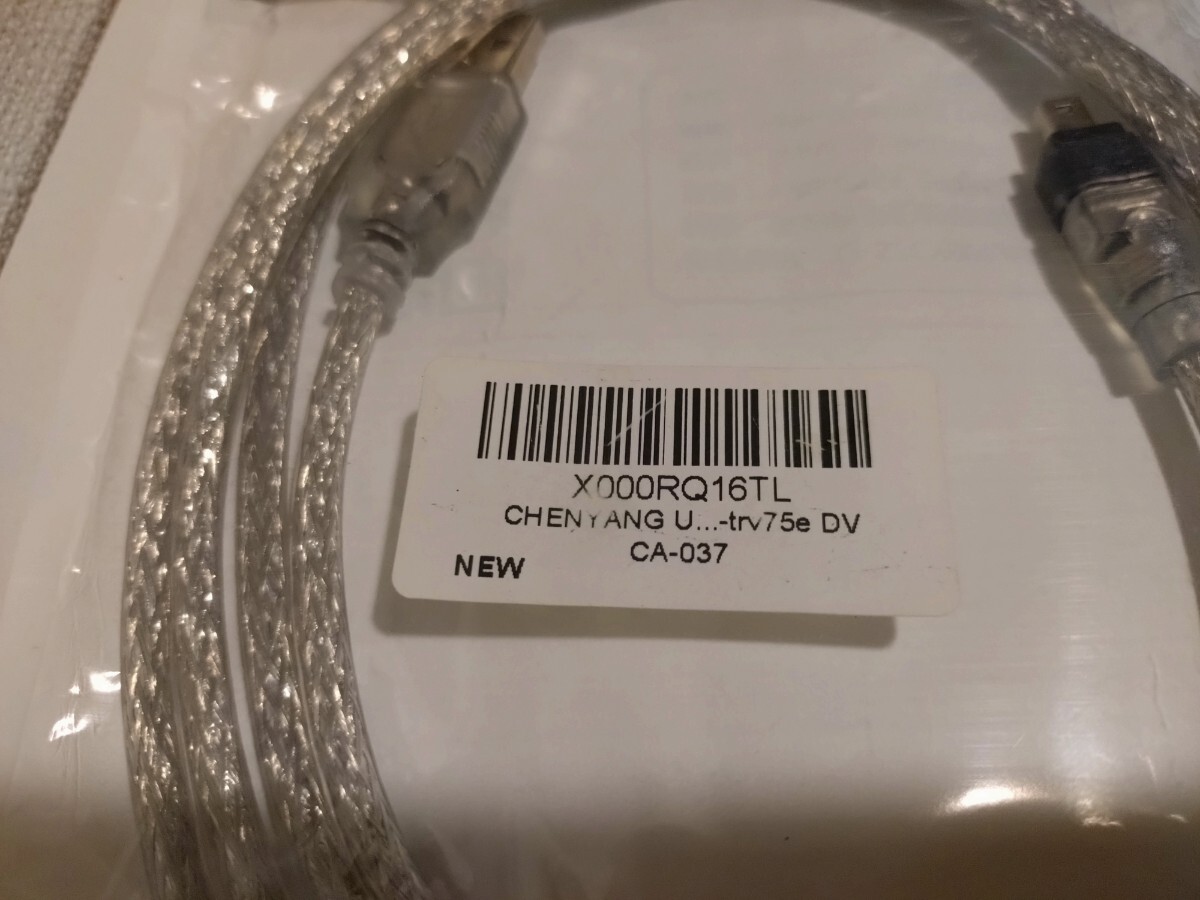 X000RQ16TL
CHENYANG U...-trv75e DV
CA-037
NEW